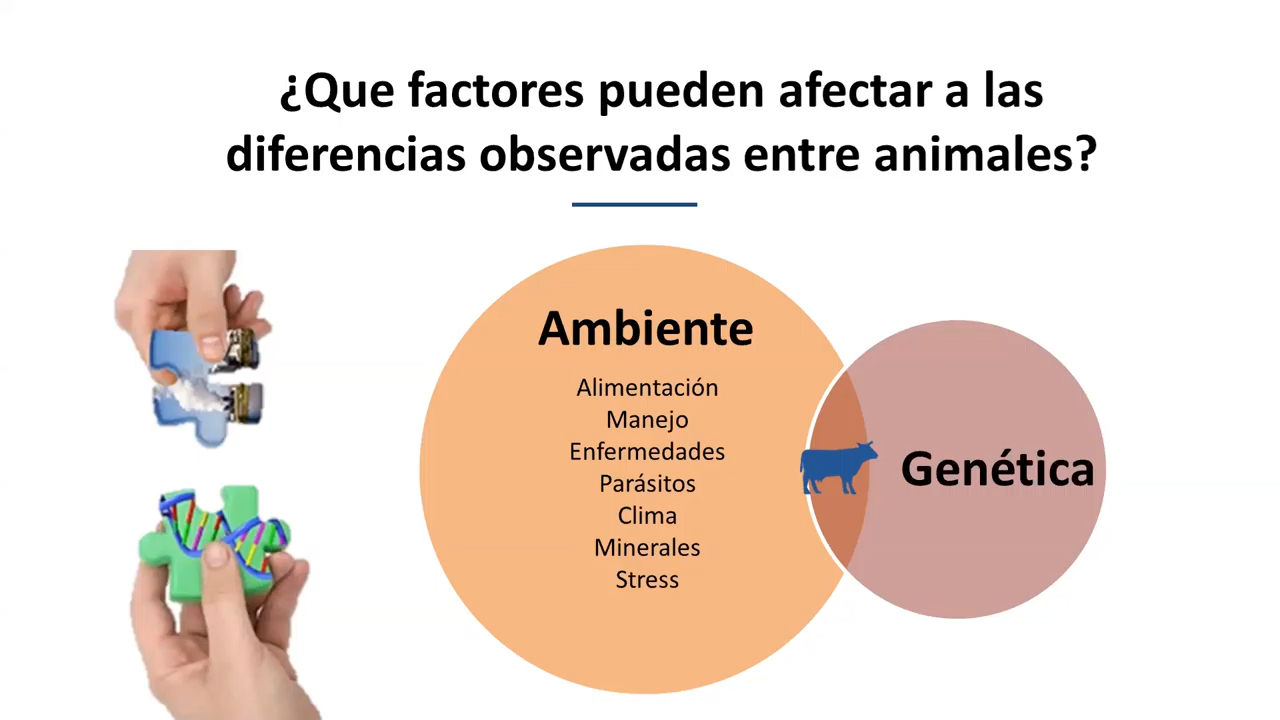 ¿Que factores pueden afectar a las
diferencias observadas entre animales?
Ambiente
Alimentación
Manejo
Enfermedades
Parásitos
Clima
Minerales
Stress
Genética